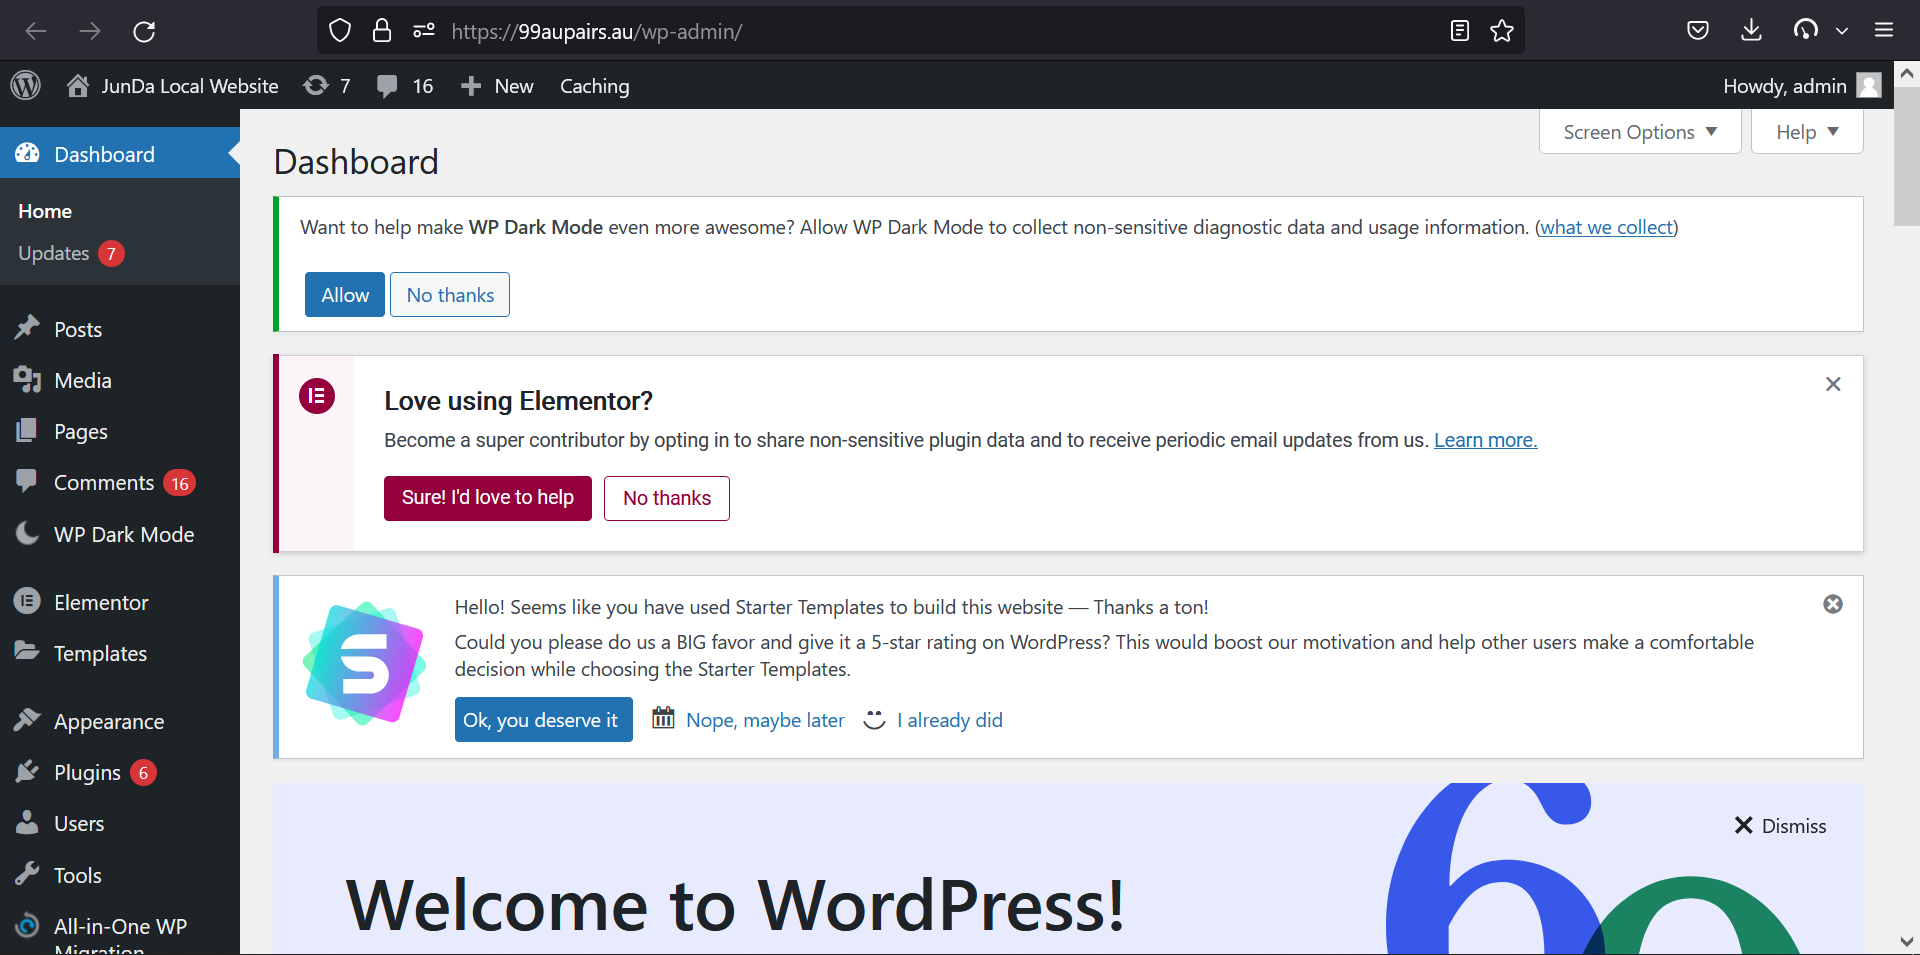 https://99aupairs.au/wp-admin/
JunDa Local Website 7 16 New Caching Howdy, admin
Screen Options Help
Dashboard
Home
Updates 7
Posts
Media
Pages
Comments 16
WP Dark Mode
Elementor
Templates
Appearance
Plugins 6
Users
Tools
All-in-One WP
Migration
Dashboard
Want to help make WP Dark Mode even more awesome? Allow WP Dark Mode to collect non-sensitive diagnostic data and usage information. (what we collect)
Allow No thanks
Love using Elementor?
Become a super contributor by opting in to share non-sensitive plugin data and to receive periodic email updates from us. Learn more.
Sure! I'd love to help No thanks
Hello! Seems like you have used Starter Templates to build this website — Thanks a ton!
Could you please do us a BIG favor and give it a 5-star rating on WordPress? This would boost our motivation and help other users make a comfortable
decision while choosing the Starter Templates.
Ok, you deserve it Nope, maybe later I already did
Dismiss
Welcome to WordPress!